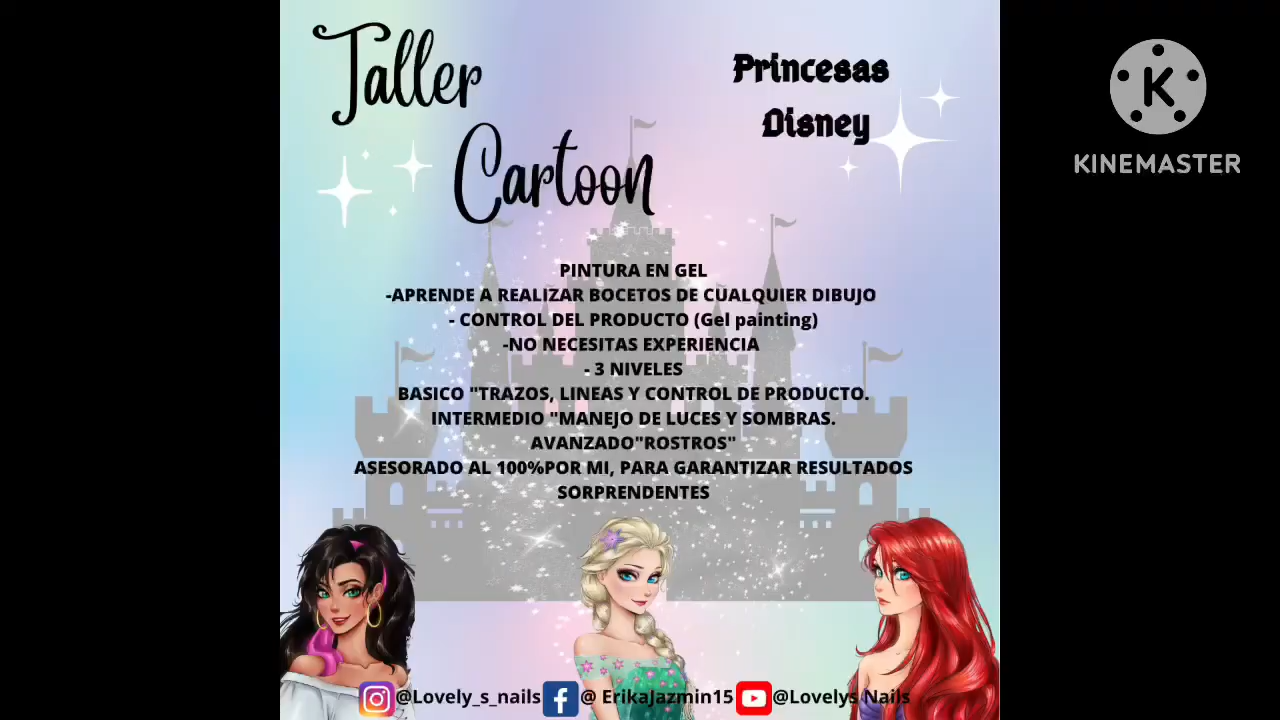 Taller
Cartoon
Princesas
Disney
K
KINEMASTER
PINTURA EN GEL
-APRENDE A REALIZAR BOCETOS DE CUALQUIER DIBUJO
- CONTROL DEL PRODUCTO (Gel painting)
-NO NECESITAS EXPERIENCIA
- 3 NIVELES
BASICO "TRAZOS, LINEAS Y CONTROL DE PRODUCTO.
INTERMEDIO "MANEJO DE LUCES Y SOMBRAS.
AVANZADO"ROSTROS"
ASESORADO AL 100%POR MI, PARA GARANTIZAR RESULTADOS
SORPRENDENTES
@Lovely_s_nails @ ErikaJazmin15 @Lovelys Nails